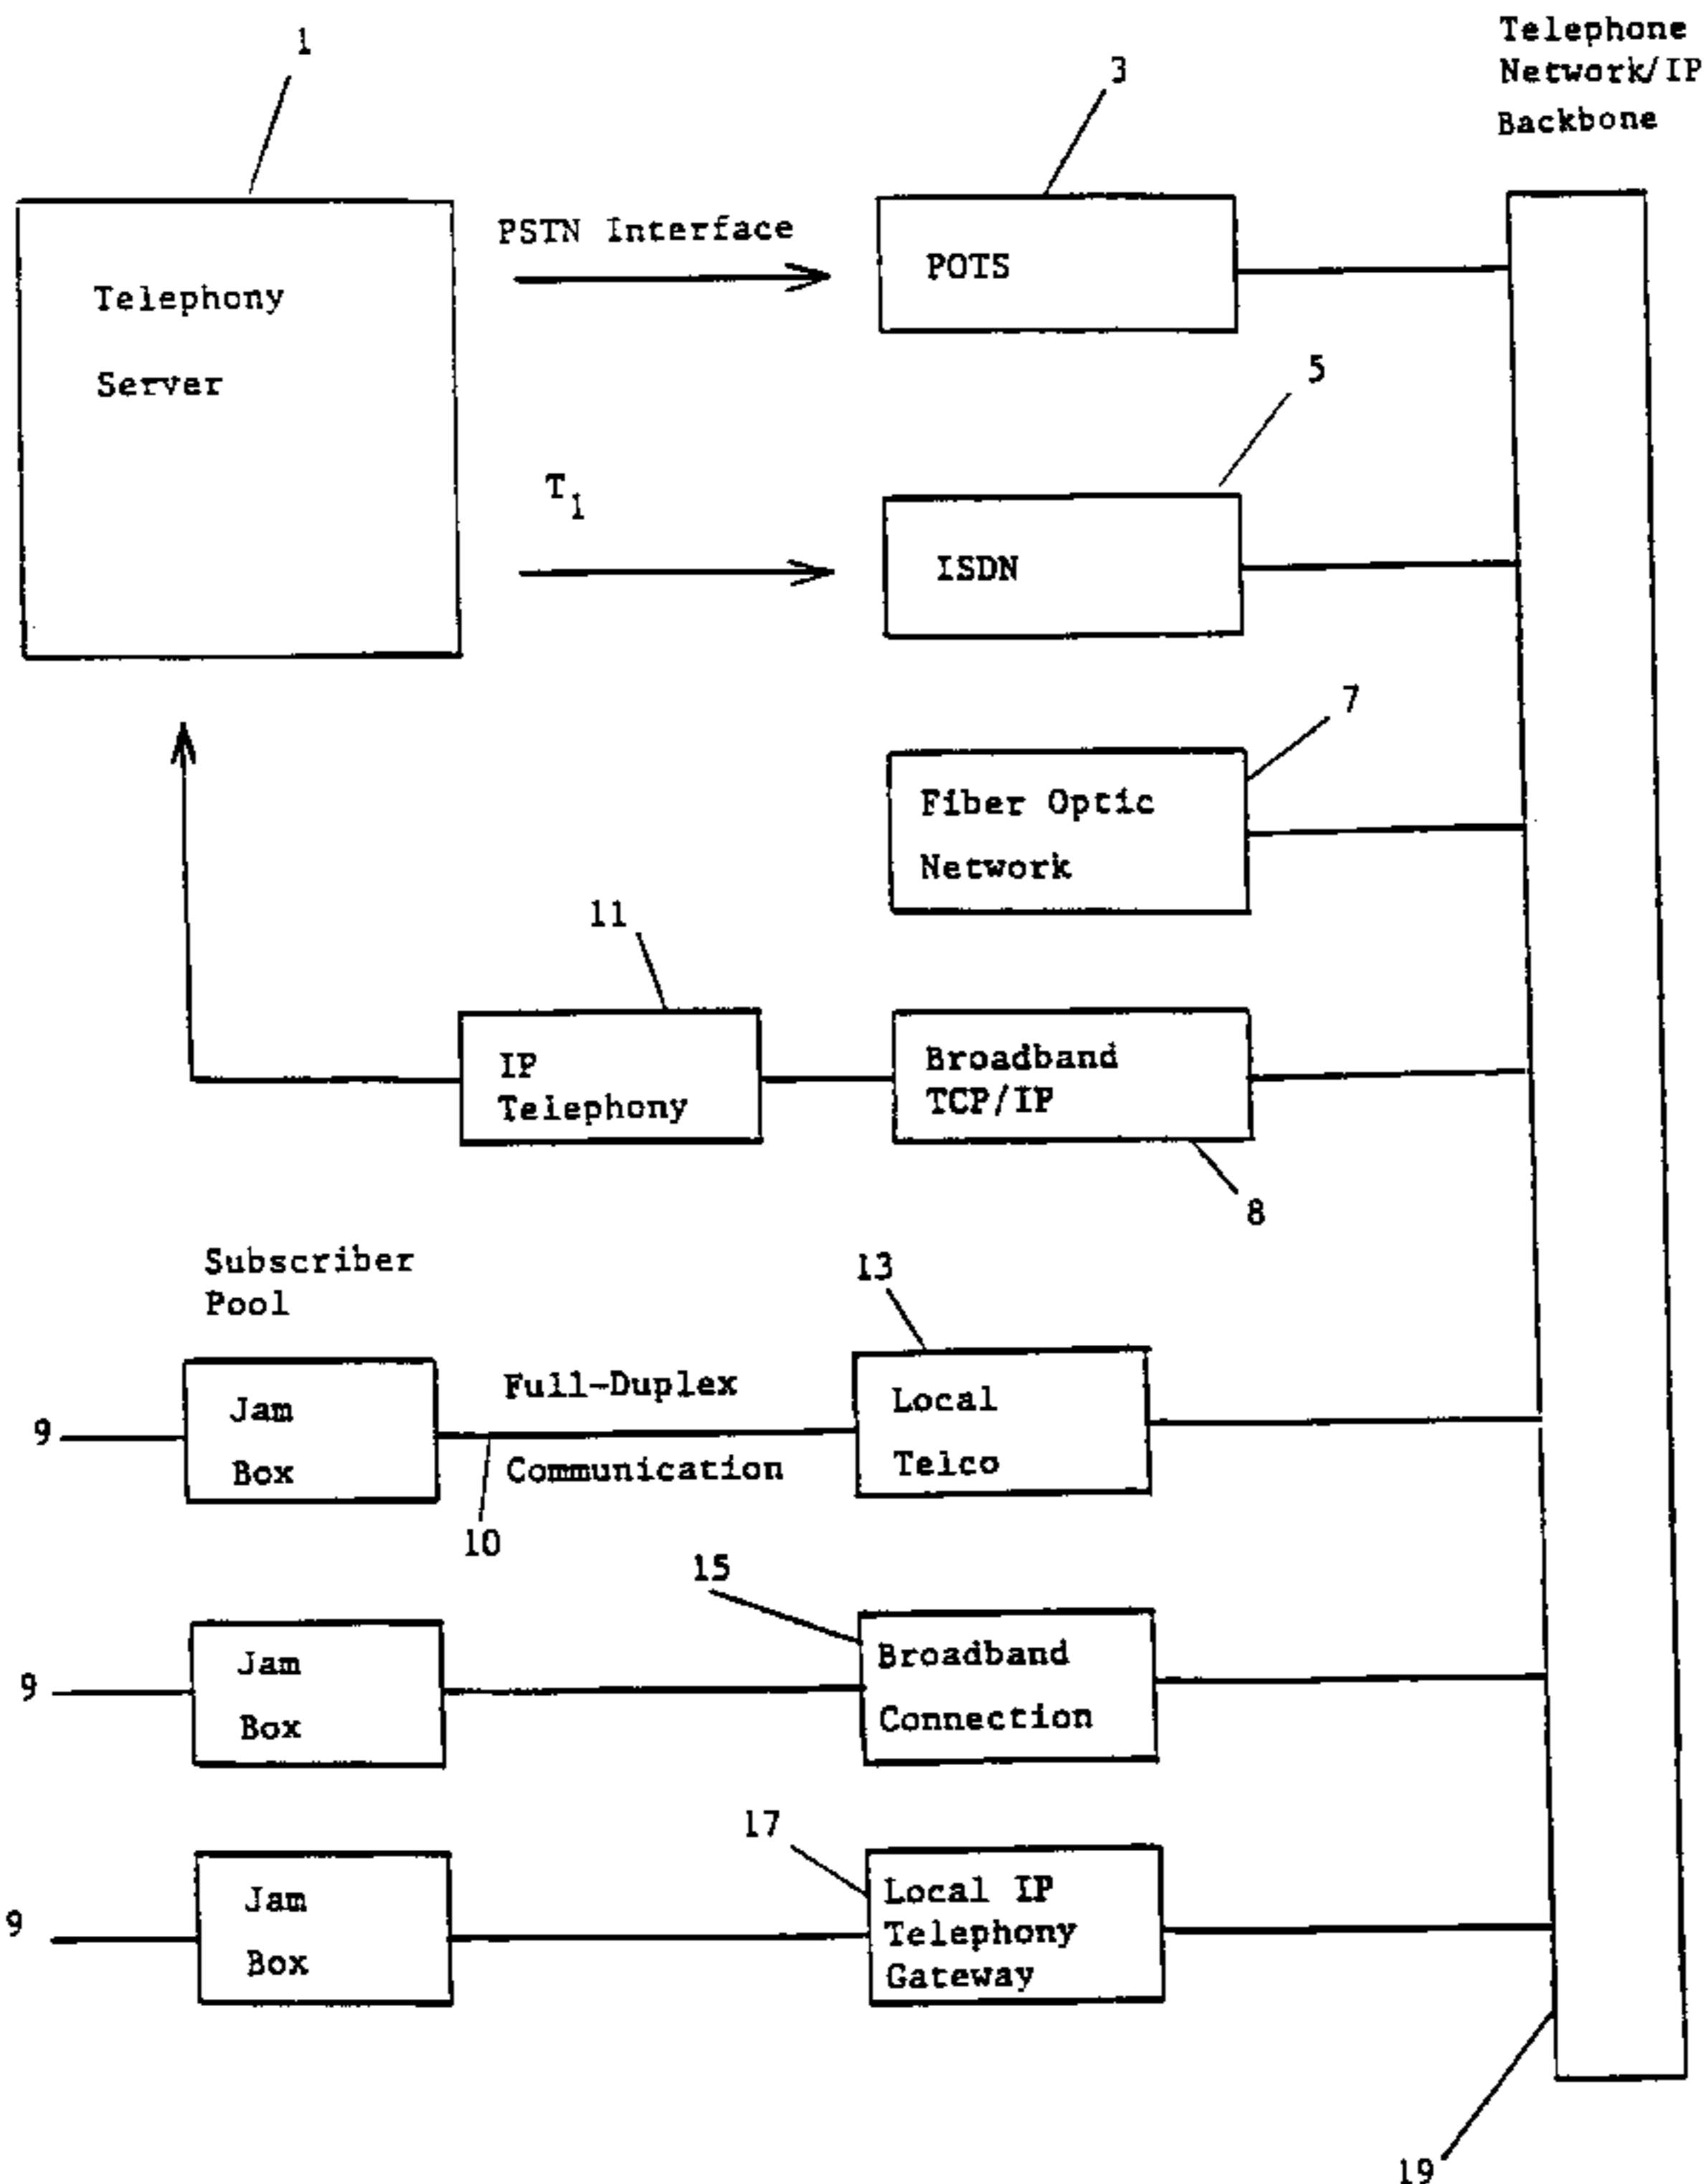 Telephone
Network/IP
Backbone
1
3
PSTN Interface
POTS
Telephony
Server
5
T1
ISDN
7
Fiber Optic
Network
11
IP
Telephony
Broadband
TCP/IP
8
Subscriber
Pool
13
Jam
Box
Full-Duplex
Communication
Local
Telco
9
10
15
Jam
Box
Broadband
Connection
9
17
Jam
Box
Local IP
Telephony
Gateway
9
19